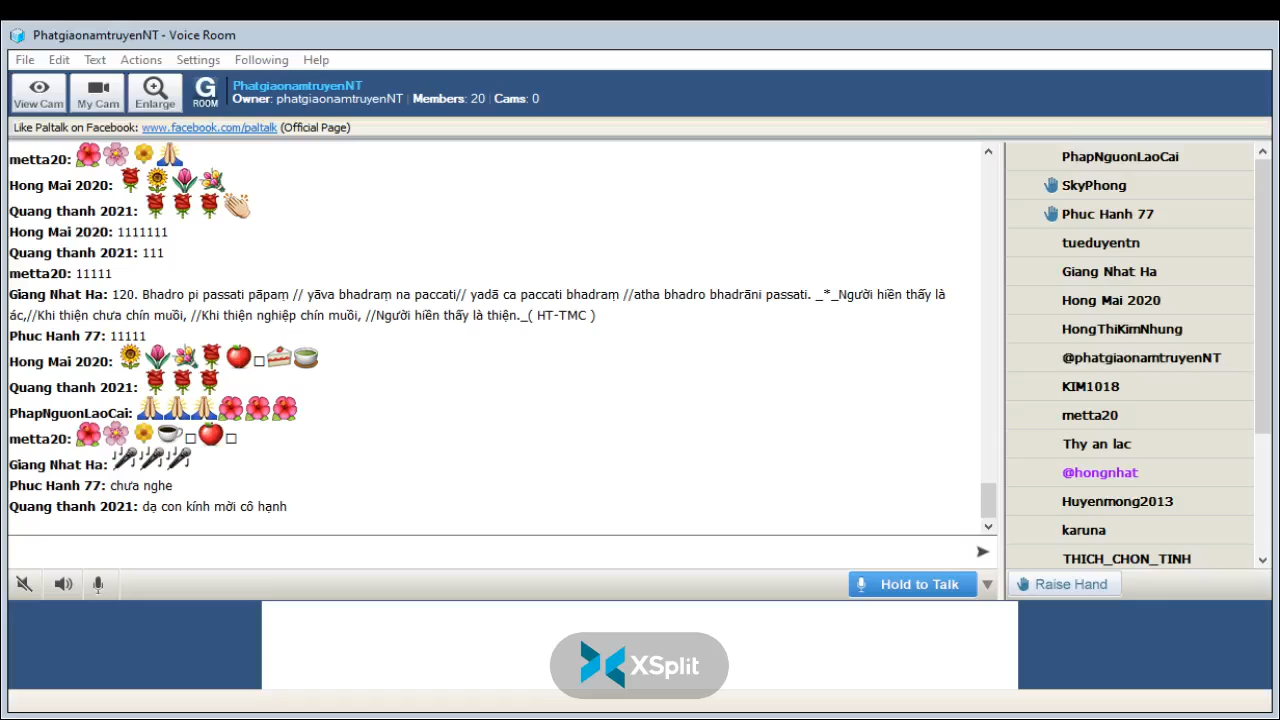 PhatgiaonamtruyenNT - Voice Room
File Edit Text Actions Settings Following Help
View Cam My Cam Enlarge G ROOM
PhatgiaonamtruyenNT
Owner: phatgiaonamtruyenNT | Members: 20 | Cams: 0
Like Paltalk on Facebook: www.facebook.com/paltalk (Official Page)
metta20:
Hong Mai 2020:
Quang thanh 2021:
Hong Mai 2020: 1111111
Quang thanh 2021: 111
metta20: 11111
Giang Nhat Ha: 120. Bhadro pi passati pāpaṃ // yāva bhadraṃ na paccati// yadā ca paccati bhadraṃ //atha bhadro bhadrāni passati. _*_Người hiền thấy là
ác,//Khi thiện chưa chín muồi, //Khi thiện nghiệp chín muồi, //Người hiền thấy là thiện._( HT-TMC )
Phuc Hanh 77: 11111
Hong Mai 2020:
Quang thanh 2021:
PhapNguonLaoCai:
metta20:
Giang Nhat Ha:
Phuc Hanh 77: chưa nghe
Quang thanh 2021: dạ con kính mời cô hạnh
PhapNguonLaoCai
SkyPhong
Phuc Hanh 77
tueduyentn
Giang Nhat Ha
Hong Mai 2020
HongThiKimNhung
@phatgiaonamtruyenNT
KIM1018
metta20
Thy an lac
@hongnhat
Huyenmong2013
karuna
THICH_CHON_TINH
Hold to Talk
Raise Hand
XSplit